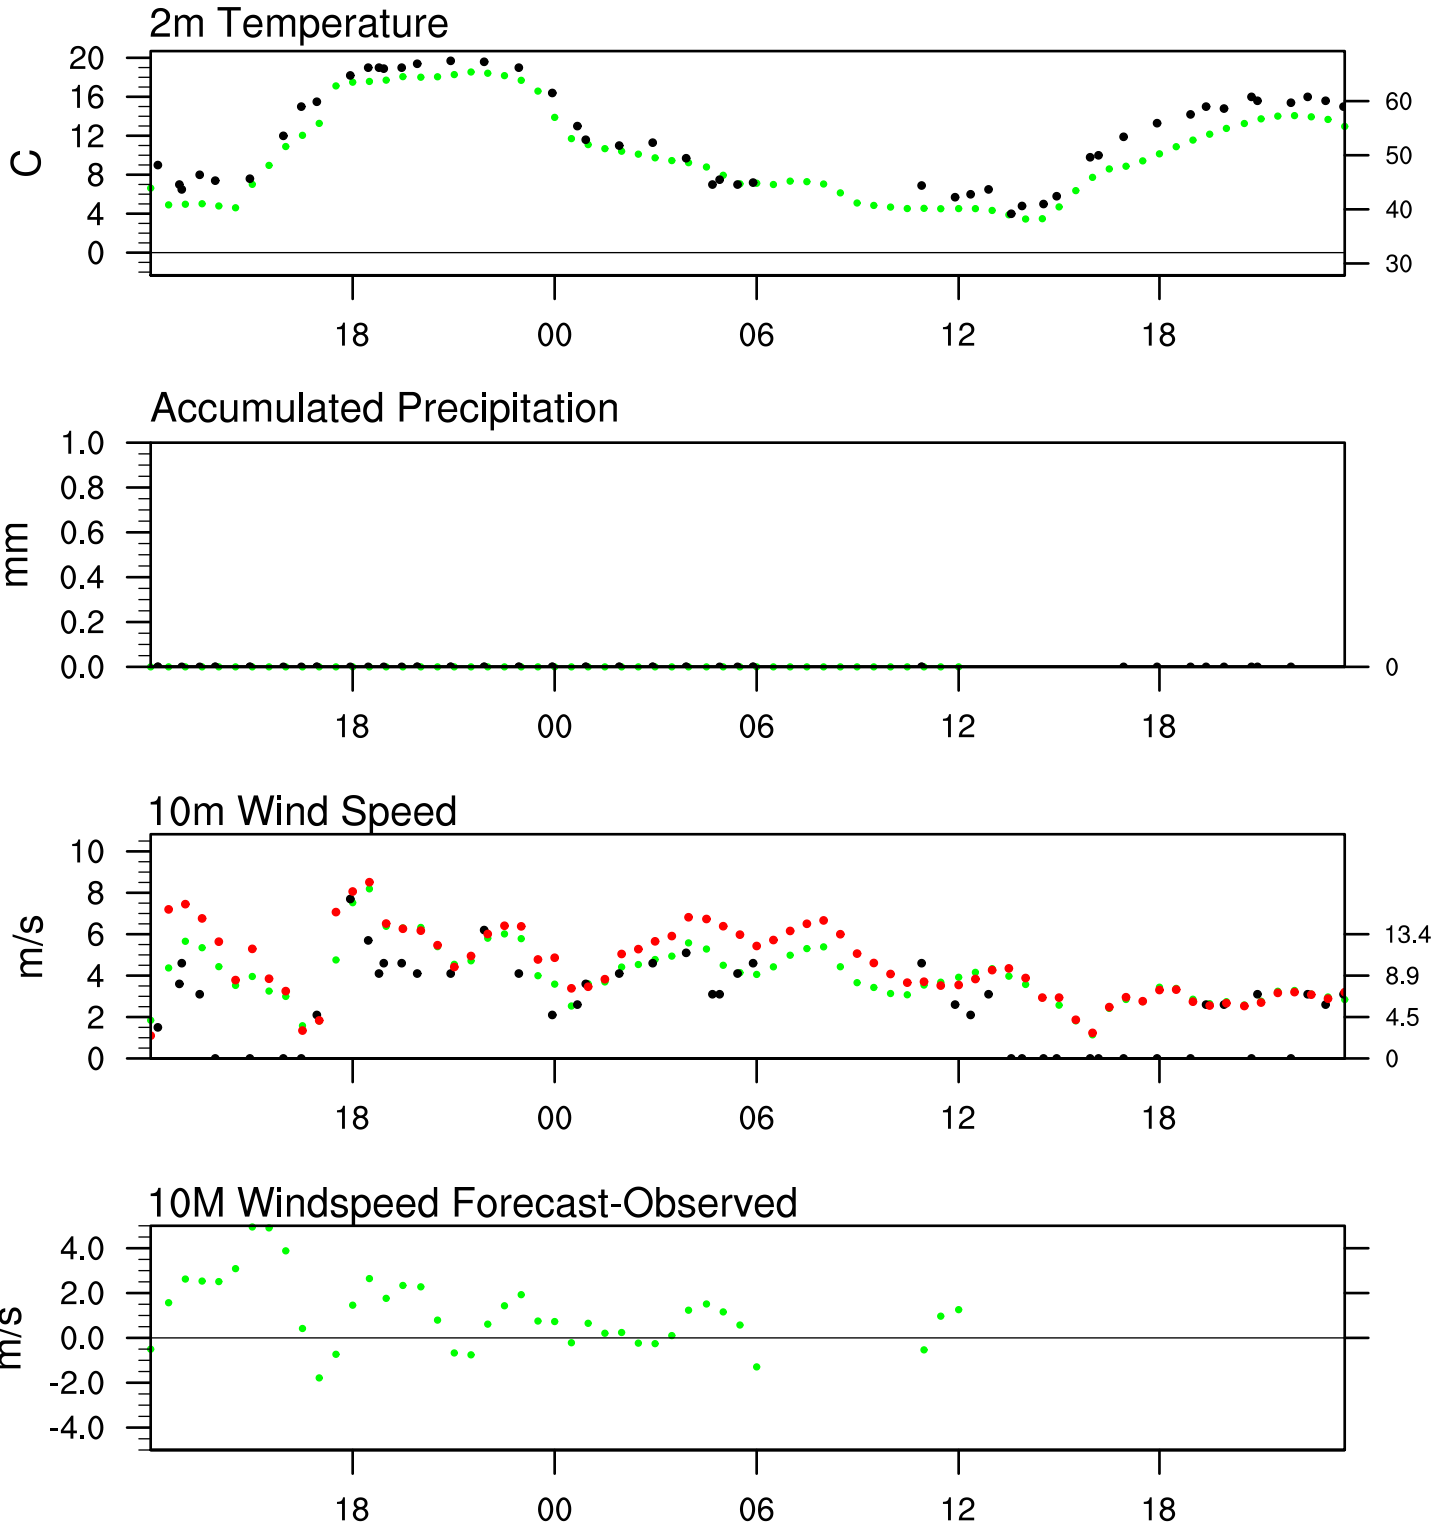 2m Temperature
20
16
12
8
4
0
C
60
50
40
30
18 00 06 12 18
Accumulated Precipitation
1.0
0.8
0.6
0.4
0.2
0.0
mm
0
18 00 06 12 18
10m Wind Speed
10
8
6
4
2
0
m/s
13.4
8.9
4.5
0
18 00 06 12 18
10M Windspeed Forecast-Observed
4.0
2.0
0.0
-2.0
-4.0
m/s
18 00 06 12 18